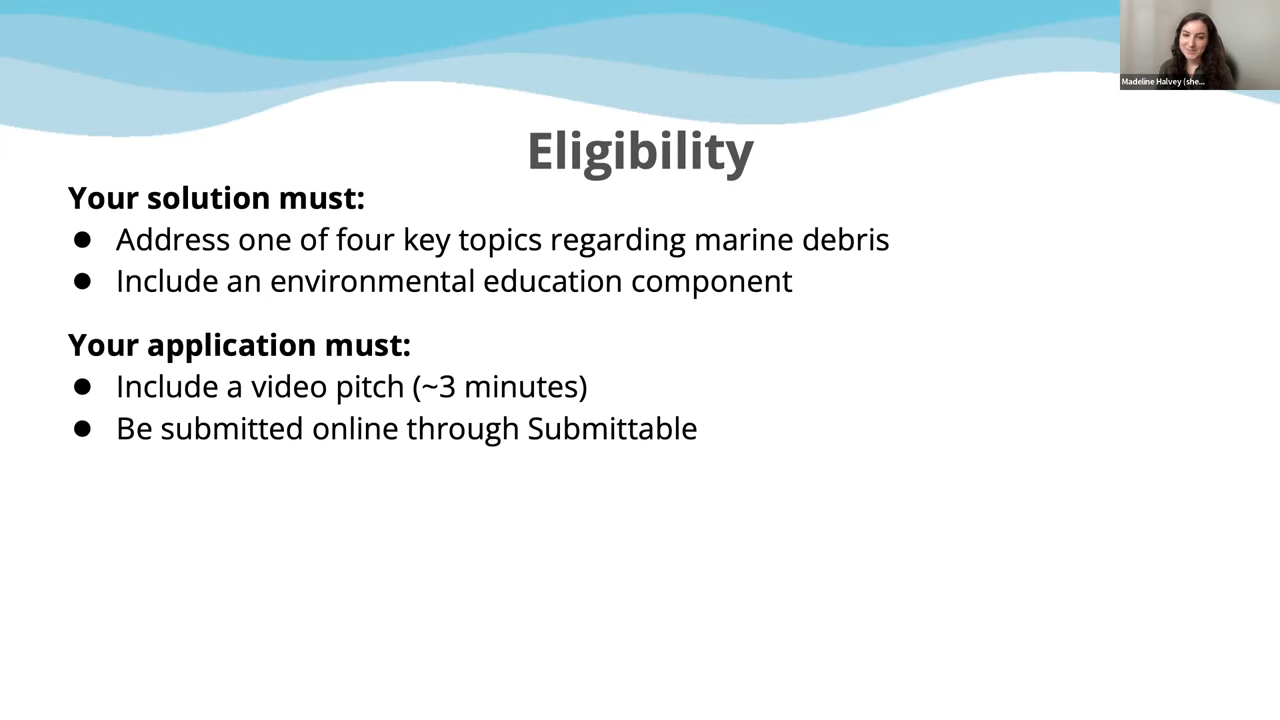 Madeline Halvey (she...
Eligibility
Your solution must:
● Address one of four key topics regarding marine debris
● Include an environmental education component
Your application must:
● Include a video pitch (~3 minutes)
● Be submitted online through Submittable